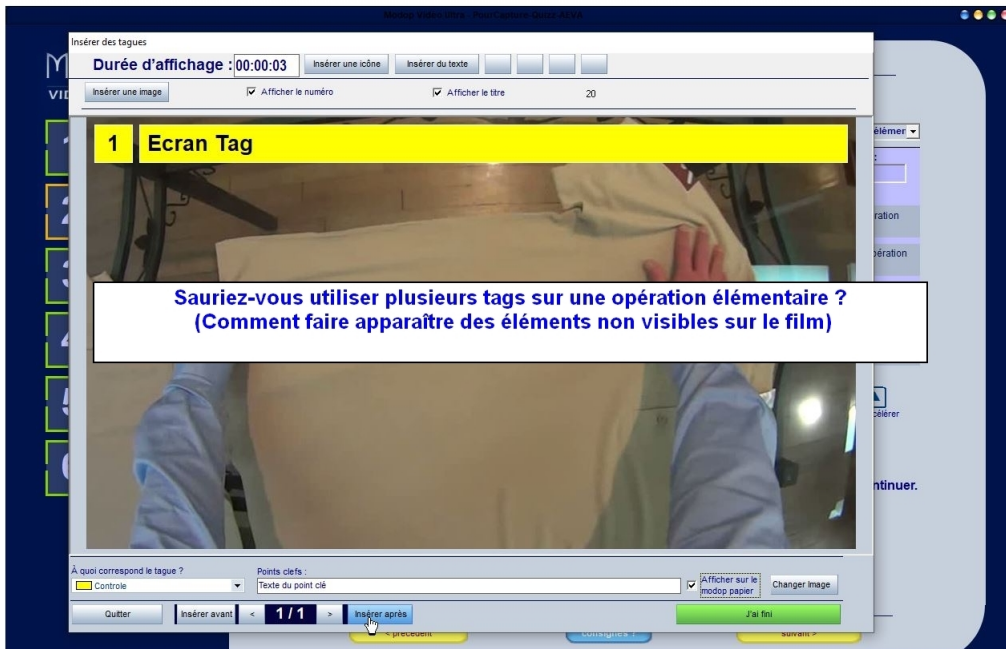 Insérer des tagues
Durée d'affichage : 00:00:03 Insérer une icône Insérer du texte
Insérer une image Afficher le numéro Afficher le titre 20
1 Ecran Tag
Sauriez-vous utiliser plusieurs tags sur une opération élémentaire ?
(Comment faire apparaître des éléments non visibles sur le film)
À quoi correspond le tague ? Points clefs :
Controle Texte du point clé Afficher sur le
modop papier Changer Image
Quitter Insérer avant < 1 / 1 > Insérer après J'ai fini
ntinuer.
< précédent consignes ? suivant >